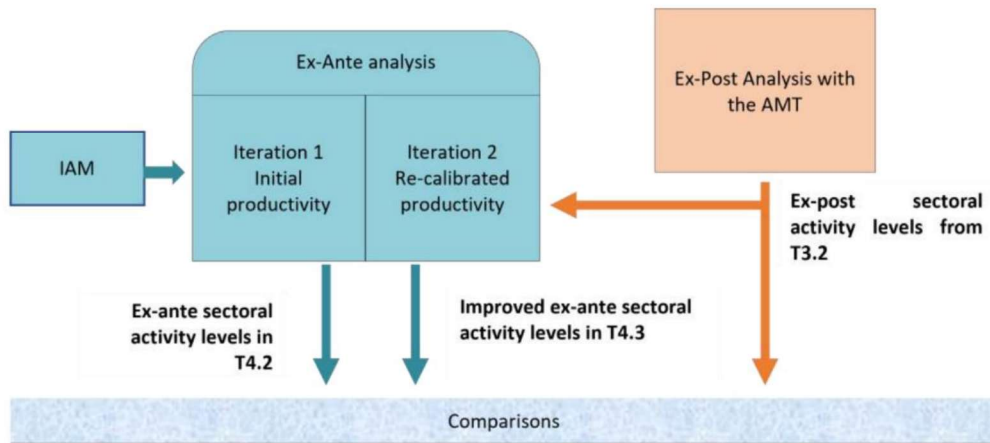 Ex-Ante analysis
Ex-Post Analysis with
the AMT
IAM
Iteration 1
Initial
productivity
Iteration 2
Re-calibrated
productivity
Ex-post sectoral
activity levels from
T3.2
Ex-ante sectoral
activity levels in
T4.2
Improved ex-ante sectoral
activity levels in T4.3
Comparisons